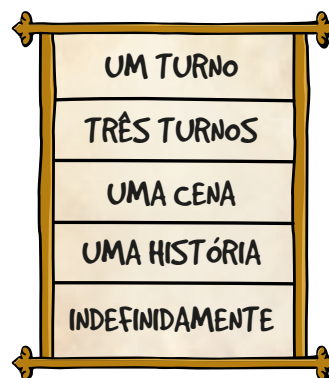 UM TURNO
TRÊS TURNOS
UMA CENA
UMA HISTÓRIA
INDEFINIDAMENTE